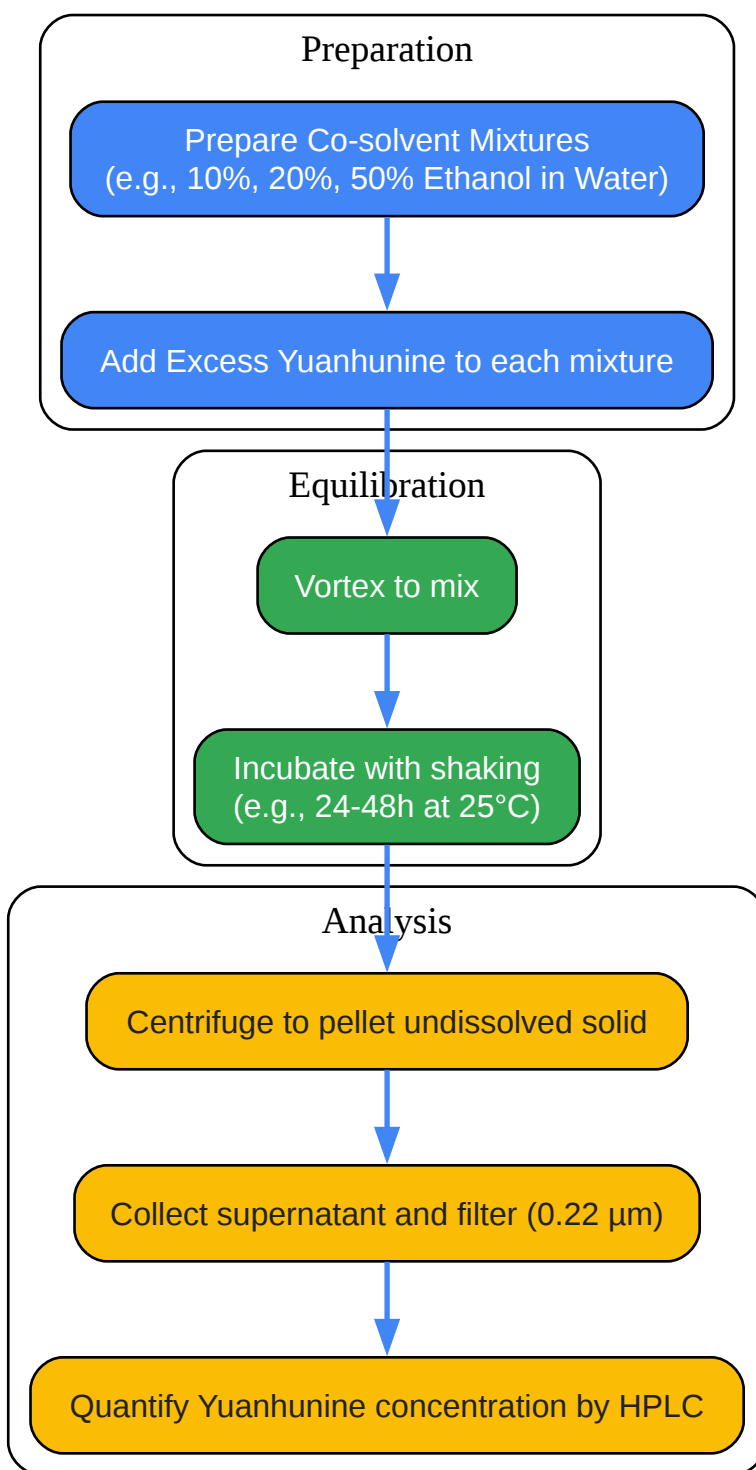 Preparation
Prepare Co-solvent Mixtures
(e.g., 10%, 20%, 50% Ethanol in Water)
Add Excess Yuanhunine to each mixture
Equilibration
Vortex to mix
Incubate with shaking
(e.g., 24-48h at 25°C)
Analysis
Centrifuge to pellet undissolved solid
Collect supernatant and filter (0.22 µm)
Quantify Yuanhunine concentration by HPLC